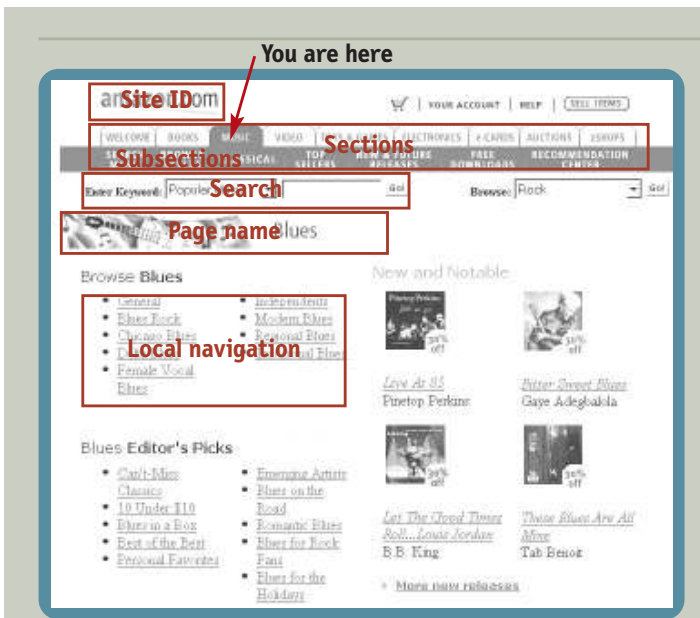 You are here
amazon.com
Site ID
YOUR ACCOUNT | HELP | SELL ITEMS
WELCOME BOOKS MUSIC VIDEO ELECTRONICS e-CARDS AUCTIONS zSHOPS
Sections
Subsections
CLASSICAL TOP SELLERS NEW & FUTURE RELEASES FREE DOWNLOADS RECOMMENDATION CENTER
Enter Keyword: Popular Search Go! Browse: Rock Go!
Page name Blues
Browse Blues
General
Blues Rock
Chicago Blues
Female Vocal
Blues
Independents
Modern Blues
Regional Blues
Blues
Local navigation
New and Notable
Pinetop Perkins
30%
off
30%
off
Live At 85
Pinetop Perkins
Bitter Sweet Blues
Gaye Adegbalola
30%
off
30%
off
Let The Good Times
Roll...Louis Jordan
B.B. King
These Blues Are All
Mine
Tab Benoit
More new releases
Blues Editor's Picks
Can't-Miss
Classics
10 Under $10
Blues in a Box
Best of the Best
Personal Favorites
Emerging Artists
Blues on the
Road
Romantic Blues
Blues for Rock
Fans
Blues for the
Holidays